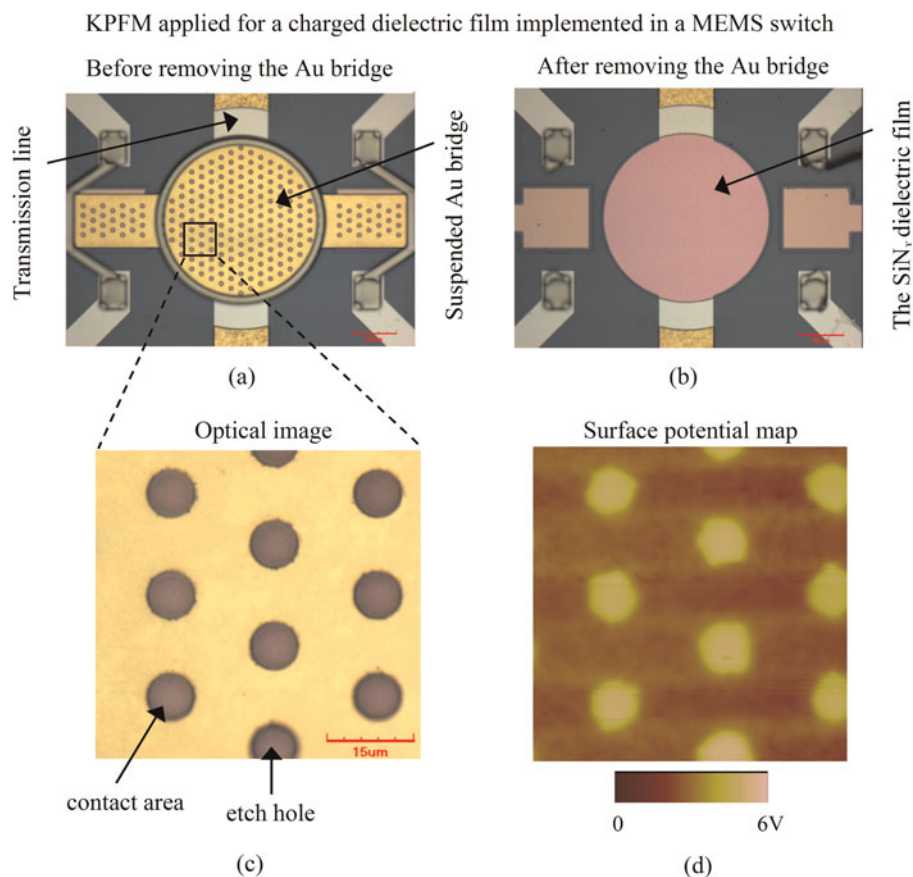 KPFM applied for a charged dielectric film implemented in a MEMS switch
Before removing the Au bridge
After removing the Au bridge
Transmission line
Suspended Au bridge
The SiNₓ dielectric film
(a)
(b)
Optical image
Surface potential map
15um
contact area
etch hole
0
6V
(c)
(d)